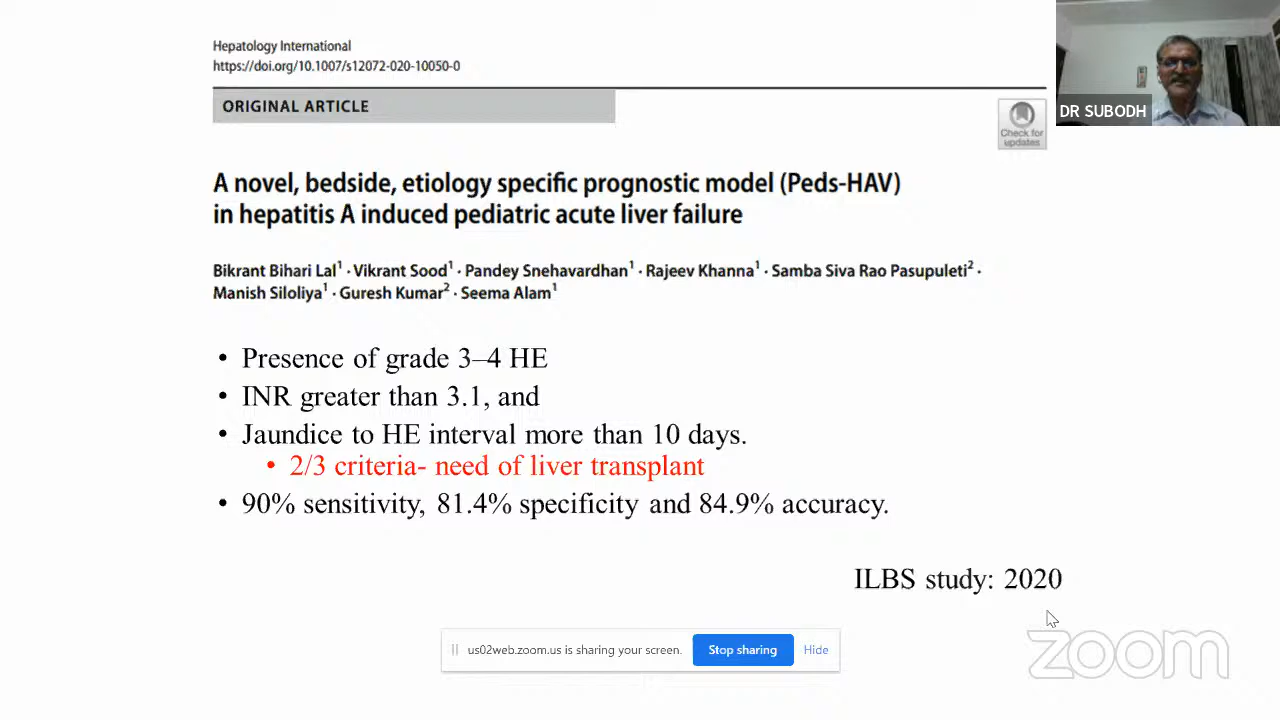 Hepatology International
https://doi.org/10.1007/s12072-020-10050-0
ORIGINAL ARTICLE
Check for
updates
DR SUBODH
A novel, bedside, etiology specific prognostic model (Peds-HAV)
in hepatitis A induced pediatric acute liver failure
Bikrant Bihari Lal¹ · Vikrant Sood¹ · Pandey Snehavardhan¹ · Rajeev Khanna¹ · Samba Siva Rao Pasupuleti² ·
Manish Siloliya¹ · Guresh Kumar² · Seema Alam¹
• Presence of grade 3–4 HE
• INR greater than 3.1, and
• Jaundice to HE interval more than 10 days.
• 2/3 criteria- need of liver transplant
• 90% sensitivity, 81.4% specificity and 84.9% accuracy.
ILBS study: 2020
us02web.zoom.us is sharing your screen.
Stop sharing
Hide
zoom